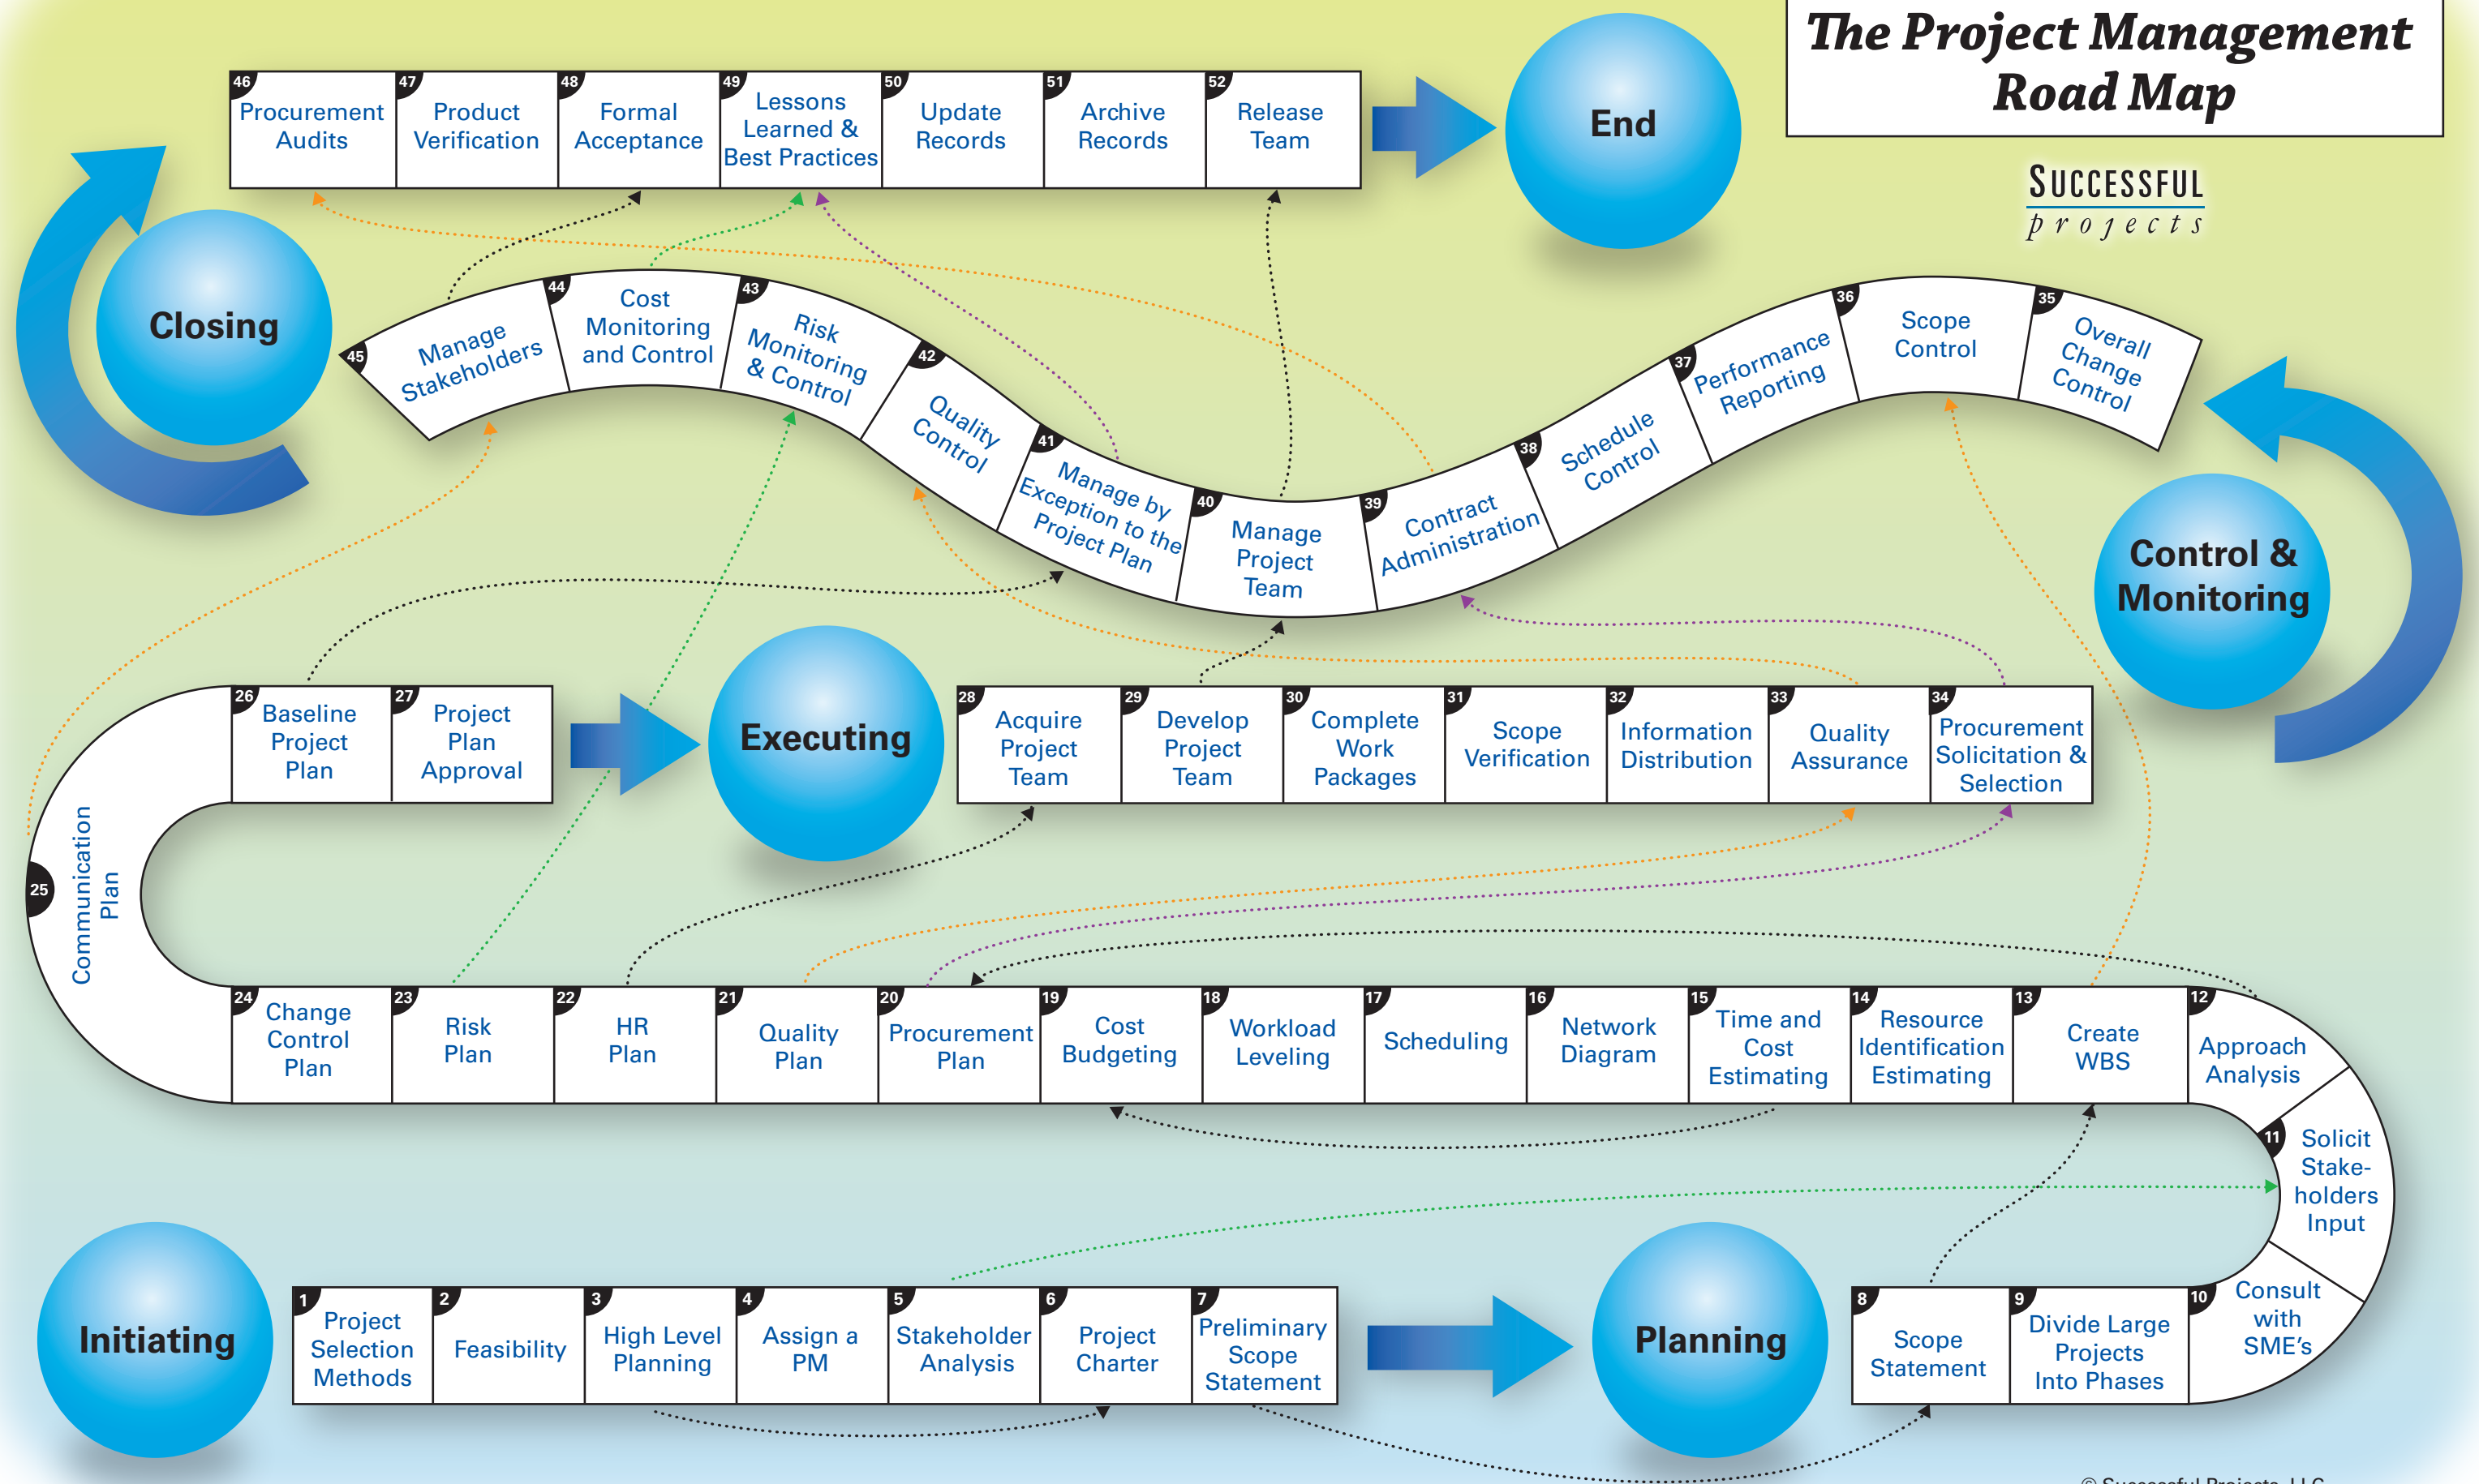 The Project Management
Road Map
SUCCESSFUL
projects
46
Procurement
Audits
47
Product
Verification
48
Formal
Acceptance
49
Lessons
Learned &
Best Practices
50
Update
Records
51
Archive
Records
52
Release
Team
End
Closing
45
Manage
Stakeholders
44
Cost
Monitoring
and Control
43
Risk
Monitoring
& Control
42
Quality
Control
41
Manage by
Exception to the
Project Plan
40
Manage
Project
Team
39
Contract
Administration
38
Schedule
Control
37
Performance
Reporting
36
Scope
Control
35
Overall
Change
Control
Control &
Monitoring
26
Baseline
Project
Plan
27
Project
Plan
Approval
Executing
28
Acquire
Project
Team
29
Develop
Project
Team
30
Complete
Work
Packages
31
Scope
Verification
32
Information
Distribution
33
Quality
Assurance
34
Procurement
Solicitation &
Selection
25
Communication
Plan
24
Change
Control
Plan
23
Risk
Plan
22
HR
Plan
21
Quality
Plan
20
Procurement
Plan
19
Cost
Budgeting
18
Workload
Leveling
17
Scheduling
16
Network
Diagram
15
Time and
Cost
Estimating
14
Resource
Identification
Estimating
13
Create
WBS
12
Approach
Analysis
11
Solicit
Stake-
holders
Input
Initiating
1
Project
Selection
Methods
2
Feasibility
3
High Level
Planning
4
Assign a
PM
5
Stakeholder
Analysis
6
Project
Charter
7
Preliminary
Scope
Statement
Planning
8
Scope
Statement
9
Divide Large
Projects
Into Phases
10
Consult
with
SME's
© Successful Projects, LLC